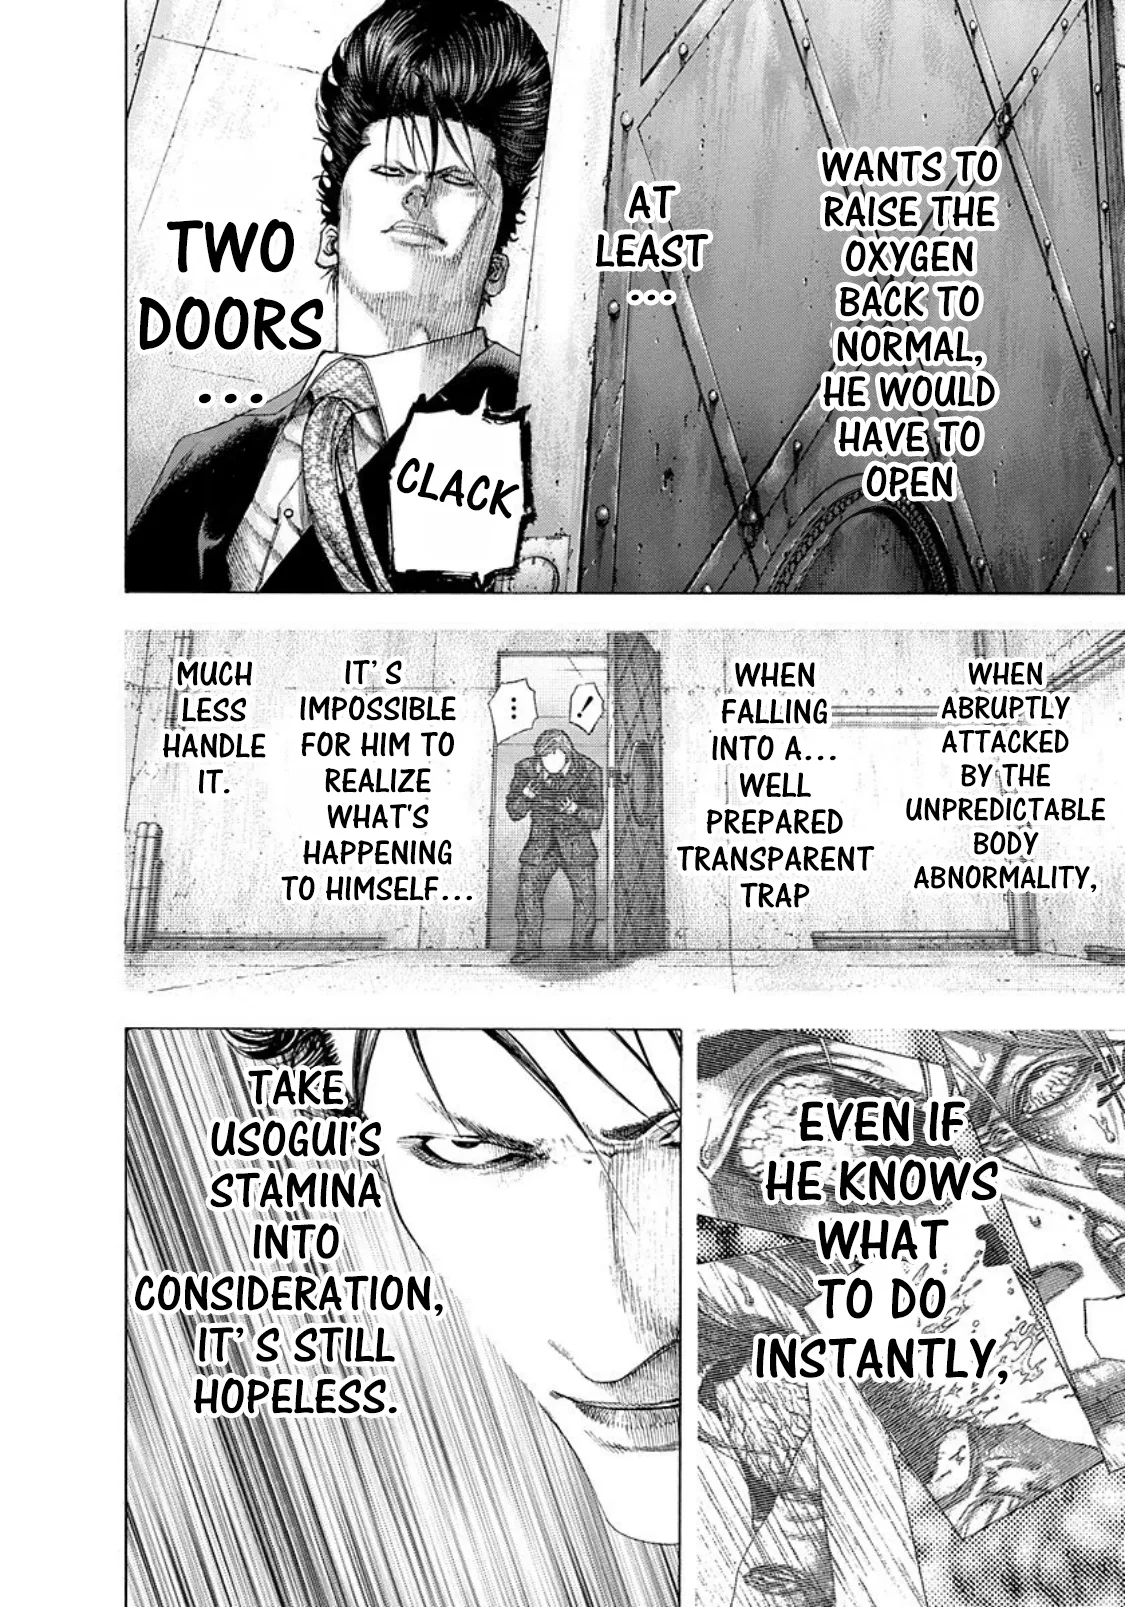 WANTS TO
RAISE THE
OXYGEN
BACK TO
NORMAL,
HE WOULD
HAVE TO
OPEN
AT
LEAST
...
TWO
DOORS
...
CLACK
WHEN
ABRUPTLY
ATTACKED
BY THE
UNPREDICTABLE
BODY
ABNORMALITY,
WHEN
FALLING
INTO A...
WELL
PREPARED
TRANSPARENT
TRAP
!
...
IT'S
IMPOSSIBLE
FOR HIM TO
REALIZE
WHAT'S
HAPPENING
TO HIMSELF...
MUCH
LESS
HANDLE
IT.
EVEN IF
HE KNOWS
WHAT
TO DO
INSTANTLY,
TAKE
USOGUI'S
STAMINA
INTO
CONSIDERATION,
IT'S STILL
HOPELESS.